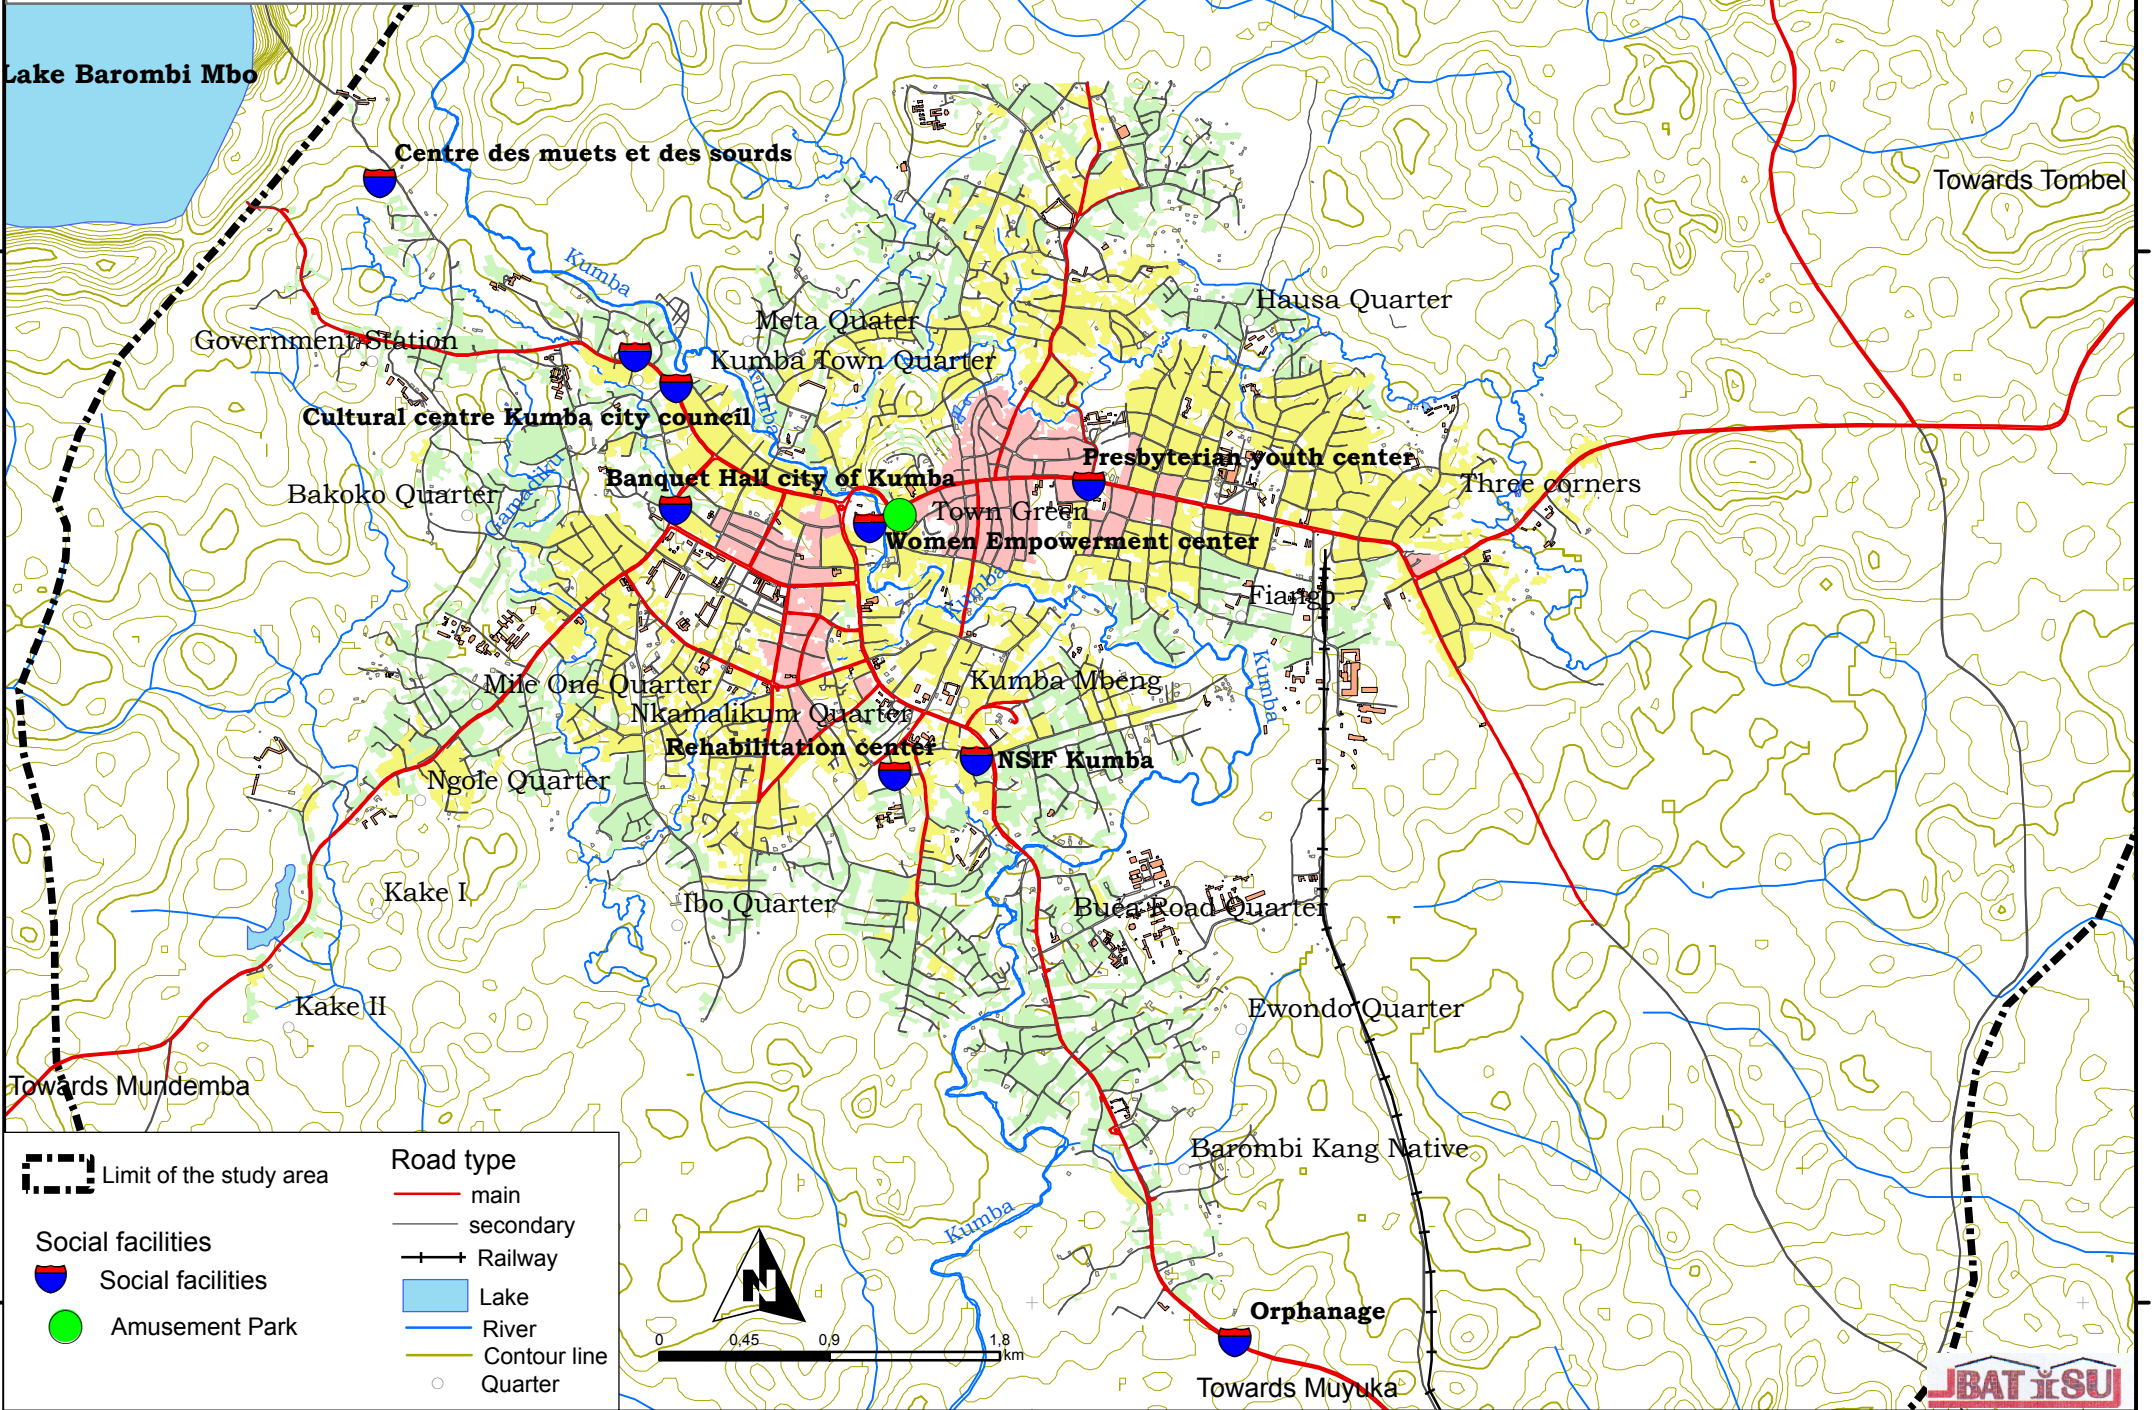 Lake Barombi Mbo
Centre des muets et des sourds
Towards Tombel
Kumba
Hausa Quarter
Meta Quater
Government Station
Kumba Town Quarter
Kumba
Cultural centre Kumba city council
Presbyterian youth center
Banquet Hall city of Kumba
Three corners
Bakoko Quarter
Gamadiku
Town Green
Women Empowerment center
Kumba
Fiango
Kumba
Mile One Quarter
Kumba Mbeng
Nkamalikum Quarter
Rehabilitation center
NSIF Kumba
Ngole Quarter
Kake I
Ibo Quarter
Buea Road Quarter
Kake II
Ewondo Quarter
Towards Mundemba
Barombi Kang Native
Kumba
Orphanage
Towards Muyuka
Limit of the study area
Social facilities
Social facilities
Amusement Park
Road type
main
secondary
Railway
Lake
River
Contour line
Quarter
N
0 0,45 0,9 1,8
km
BAT iSU